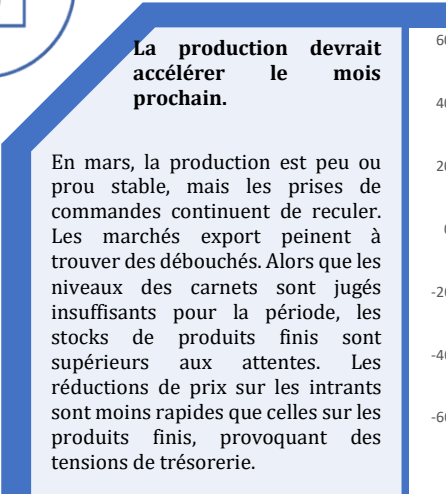 La production devrait
accélérer le mois
prochain.
En mars, la production est peu ou
prou stable, mais les prises de
commandes continuent de reculer.
Les marchés export peinent à
trouver des débouchés. Alors que les
niveaux des carnets sont jugés
insuffisants pour la période, les
stocks de produits finis sont
supérieurs aux attentes. Les
réductions de prix sur les intrants
sont moins rapides que celles sur les
produits finis, provoquant des
tensions de trésorerie.